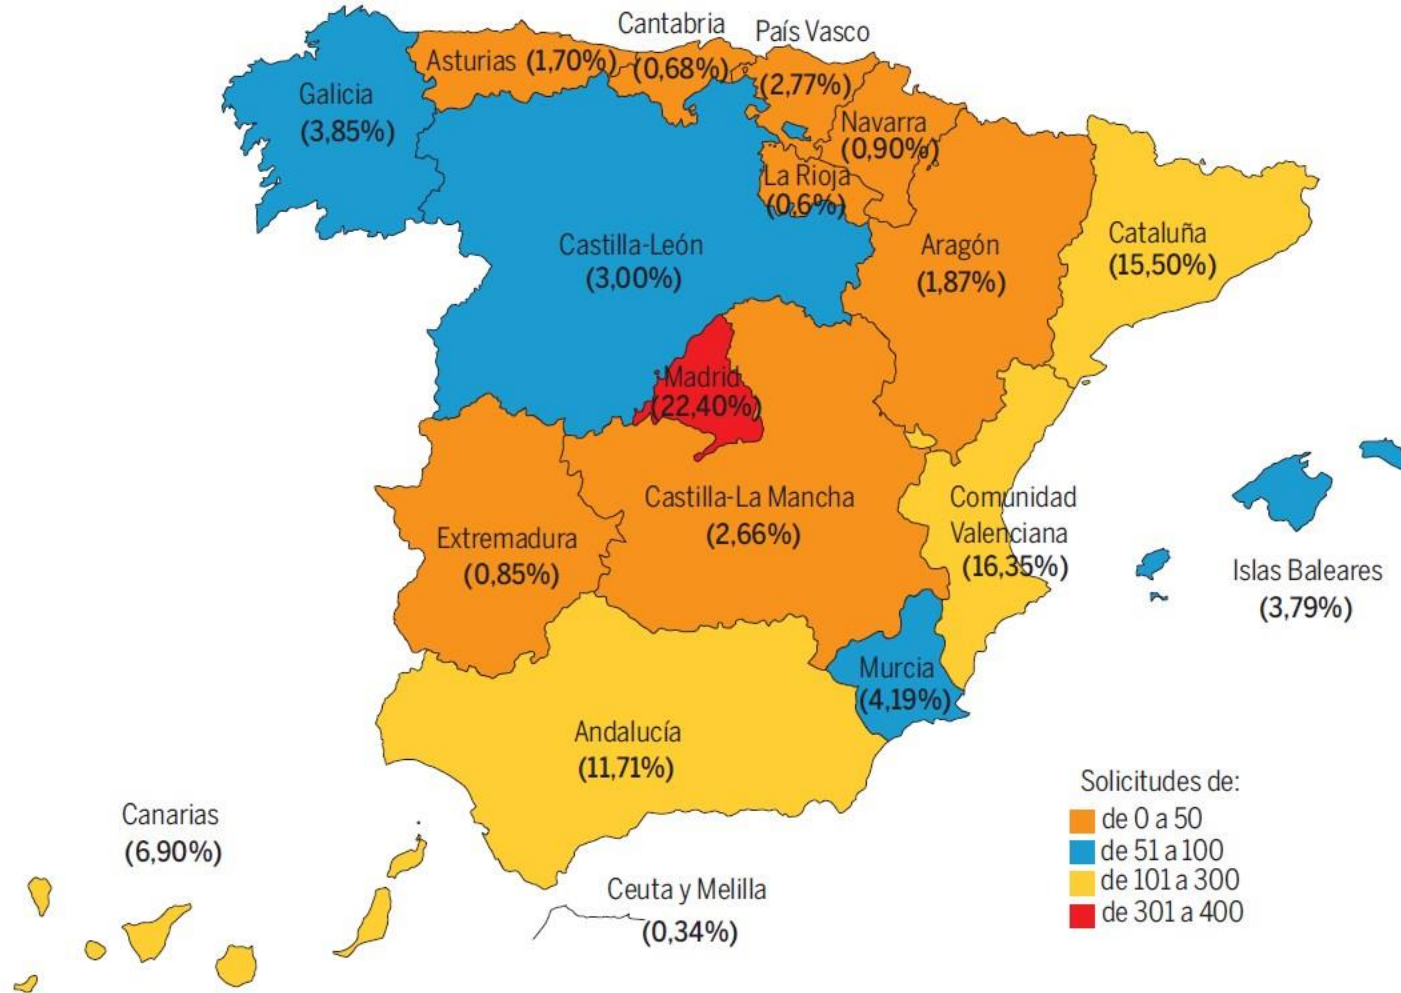 Cantabria
(0,68%)
País Vasco
(2,77%)
Asturias (1,70%)
Galicia
(3,85%)
Navarra
(0,90%)
La Rioja
(0,6%)
Castilla-León
(3,00%)
Aragón
(1,87%)
Cataluña
(15,50%)
Madrid
(22,40%)
Castilla-La Mancha
(2,66%)
Comunidad
Valenciana
(16,35%)
Extremadura
(0,85%)
Islas Baleares
(3,79%)
Murcia
(4,19%)
Andalucía
(11,71%)
Canarias
(6,90%)
Ceuta y Melilla
(0,34%)
Solicitudes de:
de 0 a 50
de 51 a 100
de 101 a 300
de 301 a 400